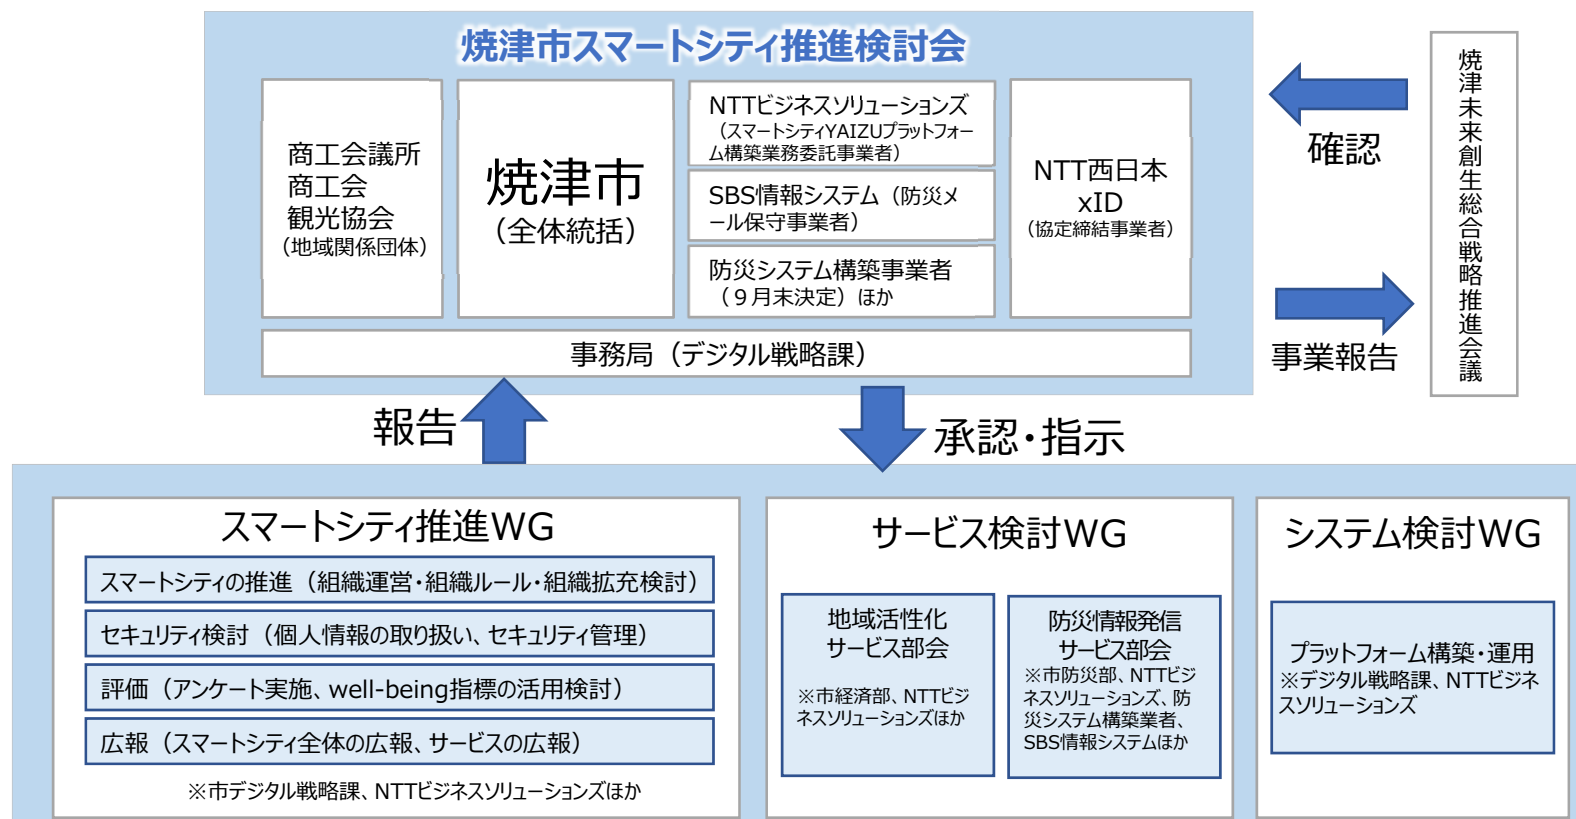 焼津市スマートシティ推進検討会
商工会議所
商工会
観光協会
（地域関係団体）
焼津市
（全体統括）
NTTビジネスソリューションズ
（スマートシティYAIZUプラットフォー
ム構築業務委託事業者）
SBS情報システム（防災メ
ール保守事業者）
防災システム構築事業者
（９月末決定）ほか
NTT西日本
xID
（協定締結事業者）
事務局（デジタル戦略課）
確認
事業報告
焼津未来創生総合戦略推進会議
報告
承認・指示
スマートシティ推進WG
スマートシティの推進（組織運営・組織ルール・組織拡充検討）
セキュリティ検討（個人情報の取り扱い、セキュリティ管理）
評価（アンケート実施、well-being指標の活用検討）
広報（スマートシティ全体の広報、サービスの広報）
※市デジタル戦略課、NTTビジネスソリューションズほか
サービス検討WG
地域活性化
サービス部会
※市経済部、NTTビジ
ネスソリューションズほか
防災情報発信
サービス部会
※市防災部、NTTビジ
ネスソリューションズ、防
災システム構築業者、
SBS情報システムほか
システム検討WG
プラットフォーム構築・運用
※デジタル戦略課、NTTビジネ
スソリューションズ